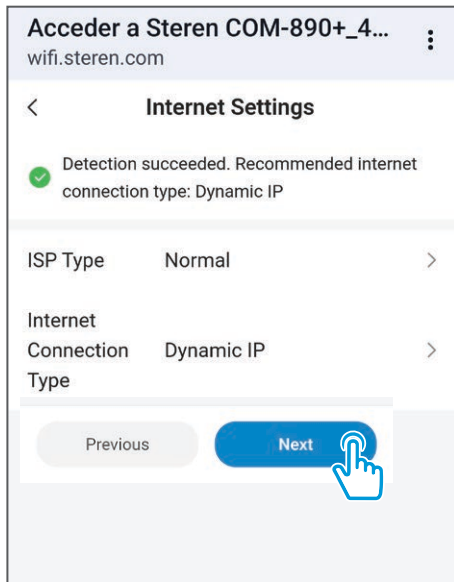 Acceder a Steren COM-890+_4...
wifi.steren.com
Internet Settings
Detection succeeded. Recommended internet
connection type: Dynamic IP
ISP Type Normal
Internet
Connection Dynamic IP
Type
Previous Next